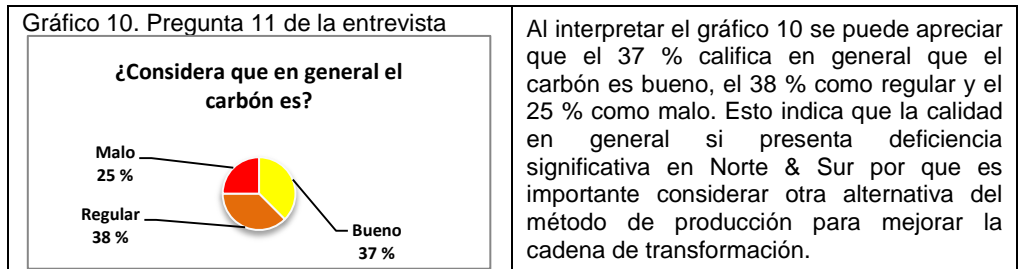 Gráfico 10. Pregunta 11 de la entrevista
¿Considera que en general el
carbón es?
Malo
25 %
Regular
38 %
Bueno
37 %
Al interpretar el gráfico 10 se puede apreciar
que el 37 % califica en general que el
carbón es bueno, el 38 % como regular y el
25 % como malo. Esto indica que la calidad
en general si presenta deficiencia
significativa en Norte & Sur por que es
importante considerar otra alternativa del
método de producción para mejorar la
cadena de transformación.